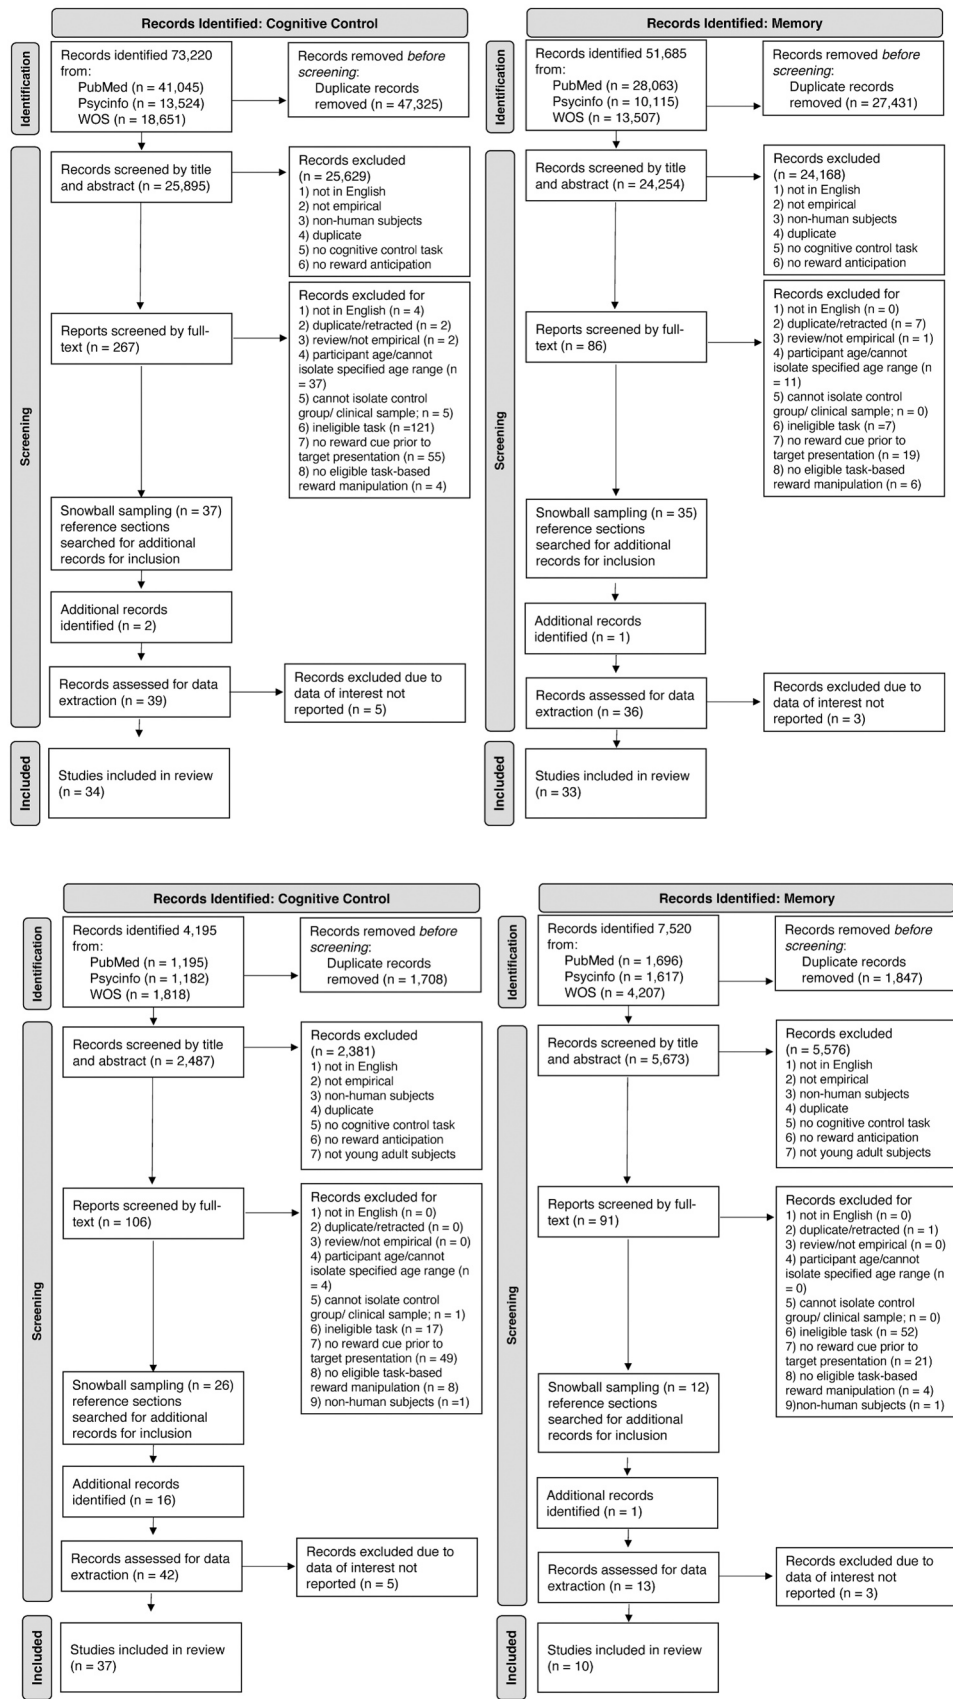 Records Identified: Cognitive Control
Identification
Records identified 73,220
from:
PubMed (n = 41,045)
Psycinfo (n = 13,524)
WOS (n = 18,651)
Records removed before
screening:
Duplicate records
removed (n = 47,325)
Screening
Records screened by title
and abstract (n = 25,895)
Records excluded
(n = 25,629)
1) not in English
2) not empirical
3) non-human subjects
4) duplicate
5) no cognitive control task
6) no reward anticipation
Reports screened by full-
text (n = 267)
Records excluded for
1) not in English (n = 4)
2) duplicate/retracted (n = 2)
3) review/not empirical (n = 2)
4) participant age/cannot
isolate specified age range (n
= 37)
5) cannot isolate control
group/ clinical sample; n = 5)
6) ineligible task (n =121)
7) no reward cue prior to
target presentation (n = 55)
8) no eligible task-based
reward manipulation (n = 4)
Snowball sampling (n = 37)
reference sections
searched for additional
records for inclusion
Additional records
identified (n = 2)
Records assessed for data
extraction (n = 39)
Records excluded due to
data of interest not
reported (n = 5)
Included
Studies included in review
(n = 34)
Records Identified: Memory
Identification
Records identified 51,685
from:
PubMed (n = 28,063)
Psycinfo (n = 10,115)
WOS (n = 13,507)
Records removed before
screening:
Duplicate records
removed (n = 27,431)
Screening
Records screened by title
and abstract (n = 24,254)
Records excluded
(n = 24,168)
1) not in English
2) not empirical
3) non-human subjects
4) duplicate
5) no cognitive control task
6) no reward anticipation
Reports screened by full-
text (n = 86)
Records excluded for
1) not in English (n = 0)
2) duplicate/retracted (n = 7)
3) review/not empirical (n = 1)
4) participant age/cannot
isolate specified age range (n
= 11)
5) cannot isolate control
group/ clinical sample; n = 0)
6) ineligible task (n =7)
7) no reward cue prior to
target presentation (n = 19)
8) no eligible task-based
reward manipulation (n = 6)
Snowball sampling (n = 35)
reference sections
searched for additional
records for inclusion
Additional records
identified (n = 1)
Records assessed for data
extraction (n = 36)
Records excluded due to
data of interest not
reported (n = 3)
Included
Studies included in review
(n = 33)
Records Identified: Cognitive Control
Identification
Records identified 4,195
from:
PubMed (n = 1,195)
Psycinfo (n = 1,182)
WOS (n = 1,818)
Records removed before
screening:
Duplicate records
removed (n = 1,708)
Screening
Records screened by title
and abstract (n = 2,487)
Records excluded
(n = 2,381)
1) not in English
2) not empirical
3) non-human subjects
4) duplicate
5) no cognitive control task
6) no reward anticipation
7) not young adult subjects
Reports screened by full-
text (n = 106)
Records excluded for
1) not in English (n = 0)
2) duplicate/retracted (n = 0)
3) review/not empirical (n = 0)
4) participant age/cannot
isolate specified age range (n
= 4)
5) cannot isolate control
group/ clinical sample; n = 1)
6) ineligible task (n = 17)
7) no reward cue prior to
target presentation (n = 49)
8) no eligible task-based
reward manipulation (n = 8)
9) non-human subjects (n =1)
Snowball sampling (n = 26)
reference sections
searched for additional
records for inclusion
Additional records
identified (n = 16)
Records assessed for data
extraction (n = 42)
Records excluded due to
data of interest not
reported (n = 5)
Included
Studies included in review
(n = 37)
Records Identified: Memory
Identification
Records identified 7,520
from:
PubMed (n = 1,696)
Psycinfo (n = 1,617)
WOS (n = 4,207)
Records removed before
screening:
Duplicate records
removed (n = 1,847)
Screening
Records screened by title
and abstract (n = 5,673)
Records excluded
(n = 5,576)
1) not in English
2) not empirical
3) non-human subjects
4) duplicate
5) no cognitive control task
6) no reward anticipation
7) not young adult subjects
Reports screened by full-
text (n = 91)
Records excluded for
1) not in English (n = 0)
2) duplicate/retracted (n = 1)
3) review/not empirical (n = 0)
4) participant age/cannot
isolate specified age range (n
= 0)
5) cannot isolate control
group/ clinical sample; n = 0)
6) ineligible task (n = 52)
7) no reward cue prior to
target presentation (n = 21)
8) no eligible task-based
reward manipulation (n = 4)
9)non-human subjects (n = 1)
Snowball sampling (n = 12)
reference sections
searched for additional
records for inclusion
Additional records
identified (n = 1)
Records assessed for data
extraction (n = 13)
Records excluded due to
data of interest not
reported (n = 3)
Included
Studies included in review
(n = 10)